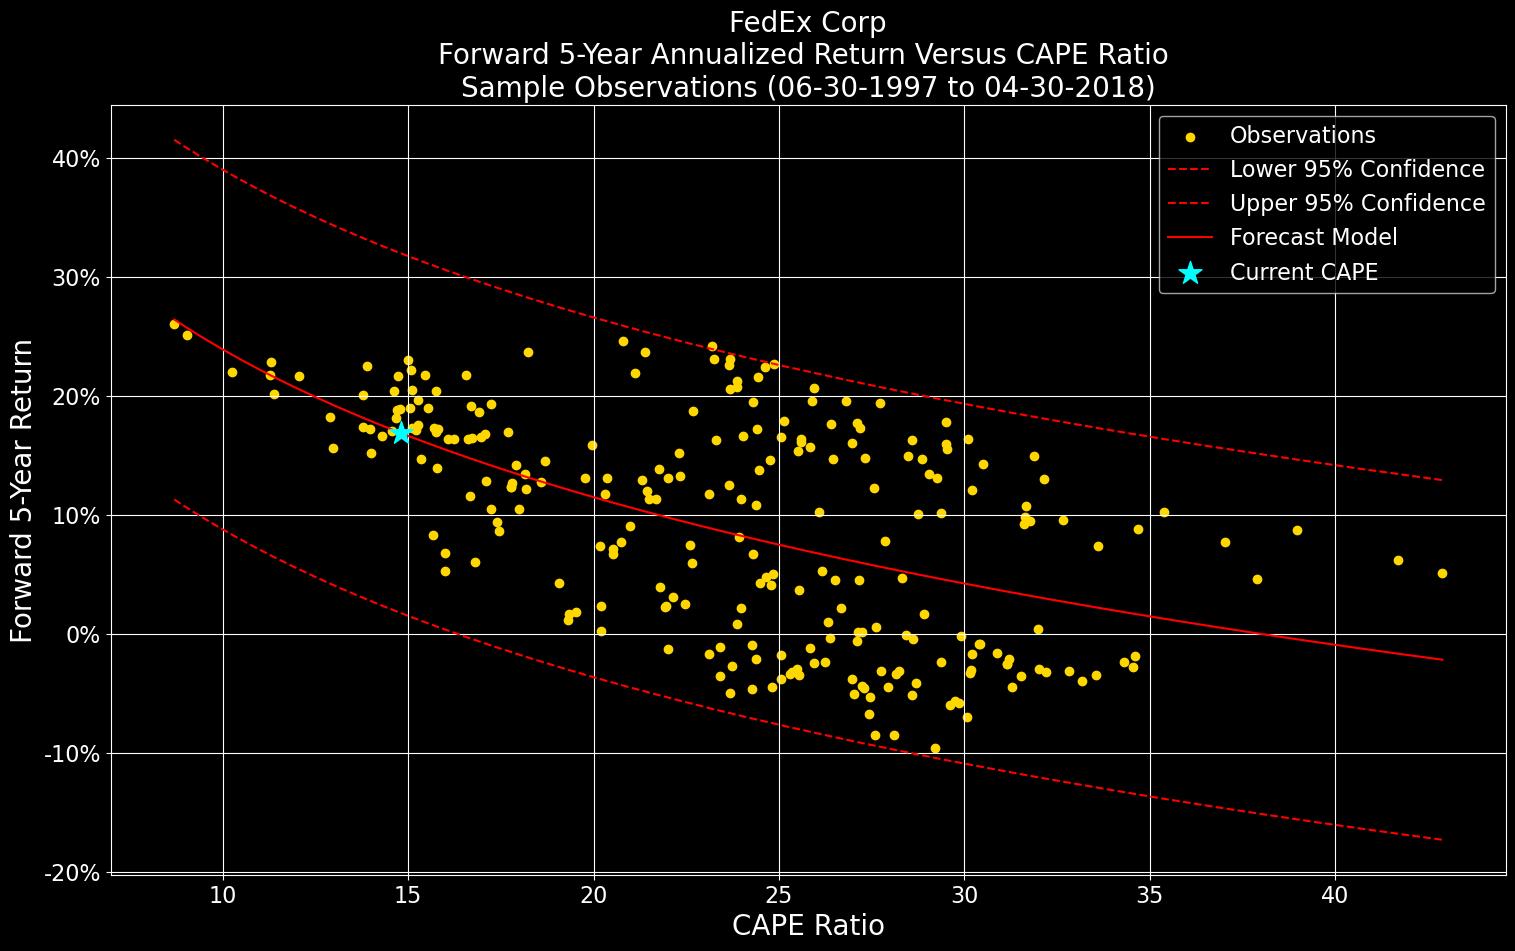 FedEx Corp
Forward 5-Year Annualized Return Versus CAPE Ratio
Sample Observations (06-30-1997 to 04-30-2018)
Observations
Lower 95% Confidence
Upper 95% Confidence
Forecast Model
Current CAPE
Forward 5-Year Return
40%
30%
20%
10%
0%
-10%
-20%
10 15 20 25 30 35 40
CAPE Ratio